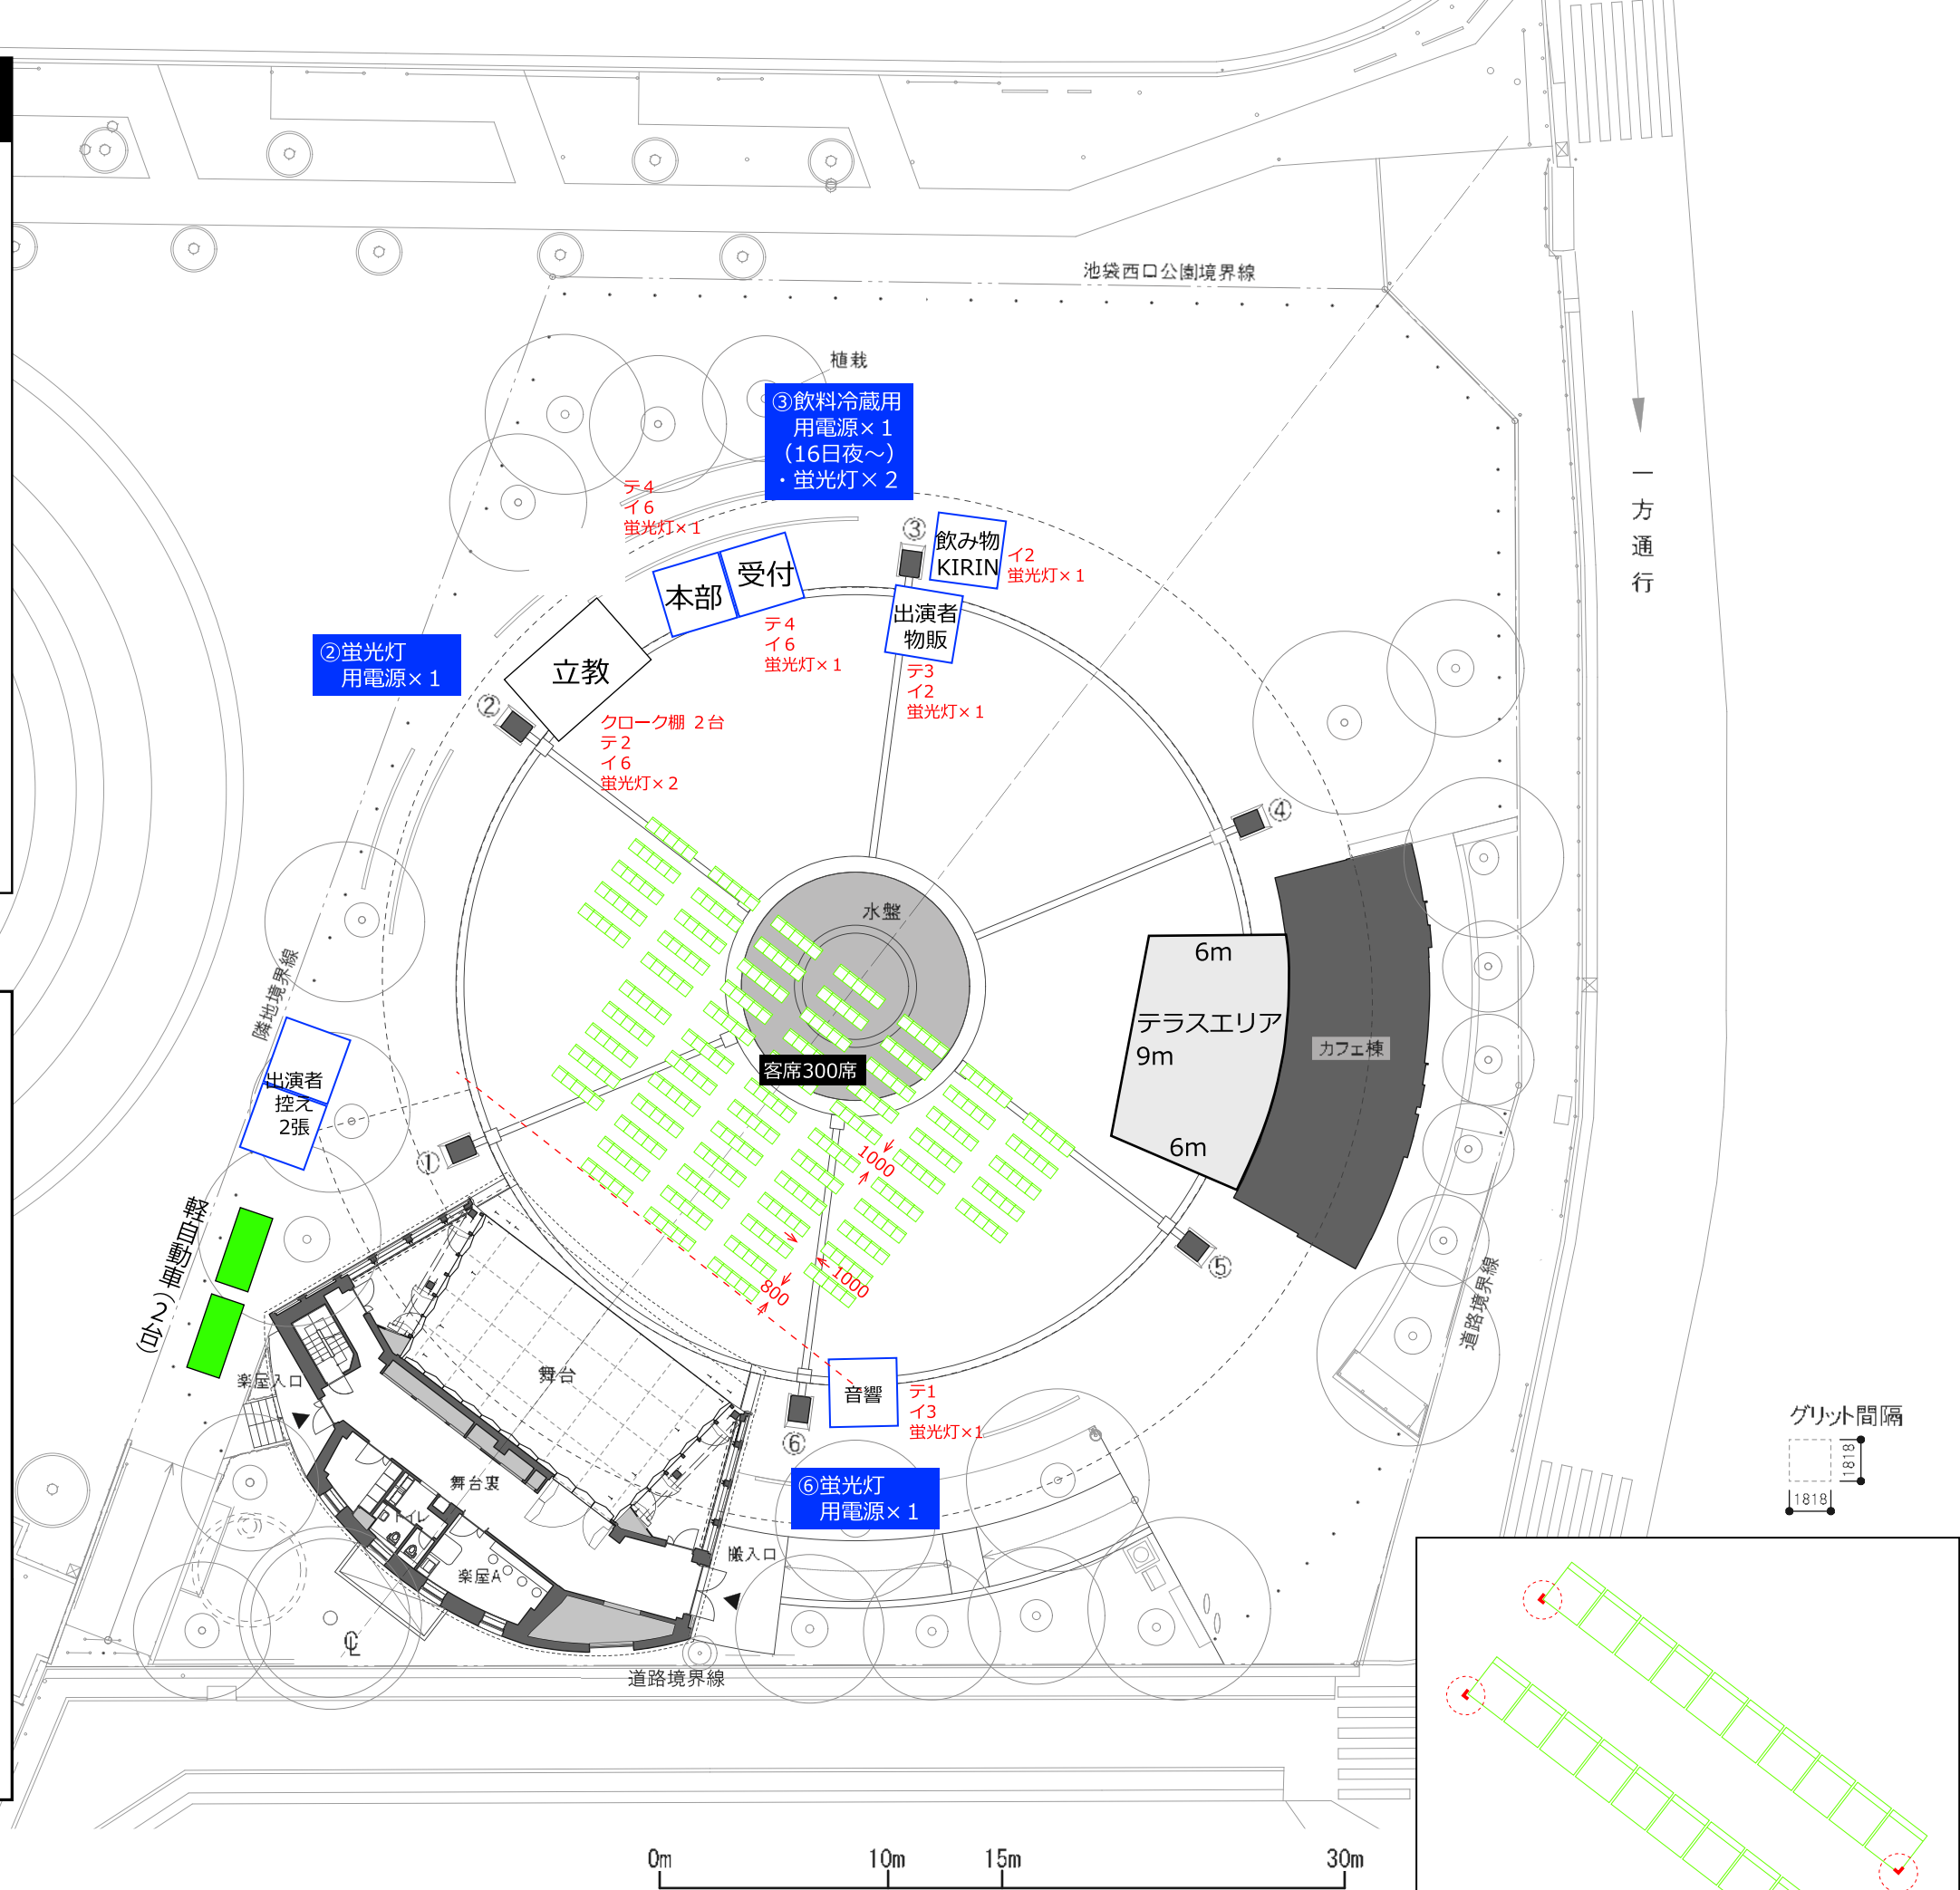 池袋西口公園境界線
植栽
③飲料冷蔵用
用電源×１
（16日夜～）
・蛍光灯×２
一方通行
テ4
イ6
蛍光灯×1
③
飲み物
KIRIN
イ2
蛍光灯×1
本部
受付
出演者
物販
テ４
イ６
蛍光灯×１
テ3
イ2
蛍光灯×１
②蛍光灯
用電源×１
立教
②
クローク棚 ２台
テ２
イ６
蛍光灯×２
④
水盤
6m
テラスエリア
9m
6m
カフェ棟
隣地境界線
客席300席
出演者
控え
2張
①
1000
1000
800
⑤
軽自動車（２台）
道路境界線
楽屋入口
舞台
音響
テ1
イ3
蛍光灯×1
⑥
⑥蛍光灯
用電源×１
グリット間隔
1818
1818
舞台裏
トイレ
楽屋A
搬入口
℄
道路境界線
0m
10m
15m
30m